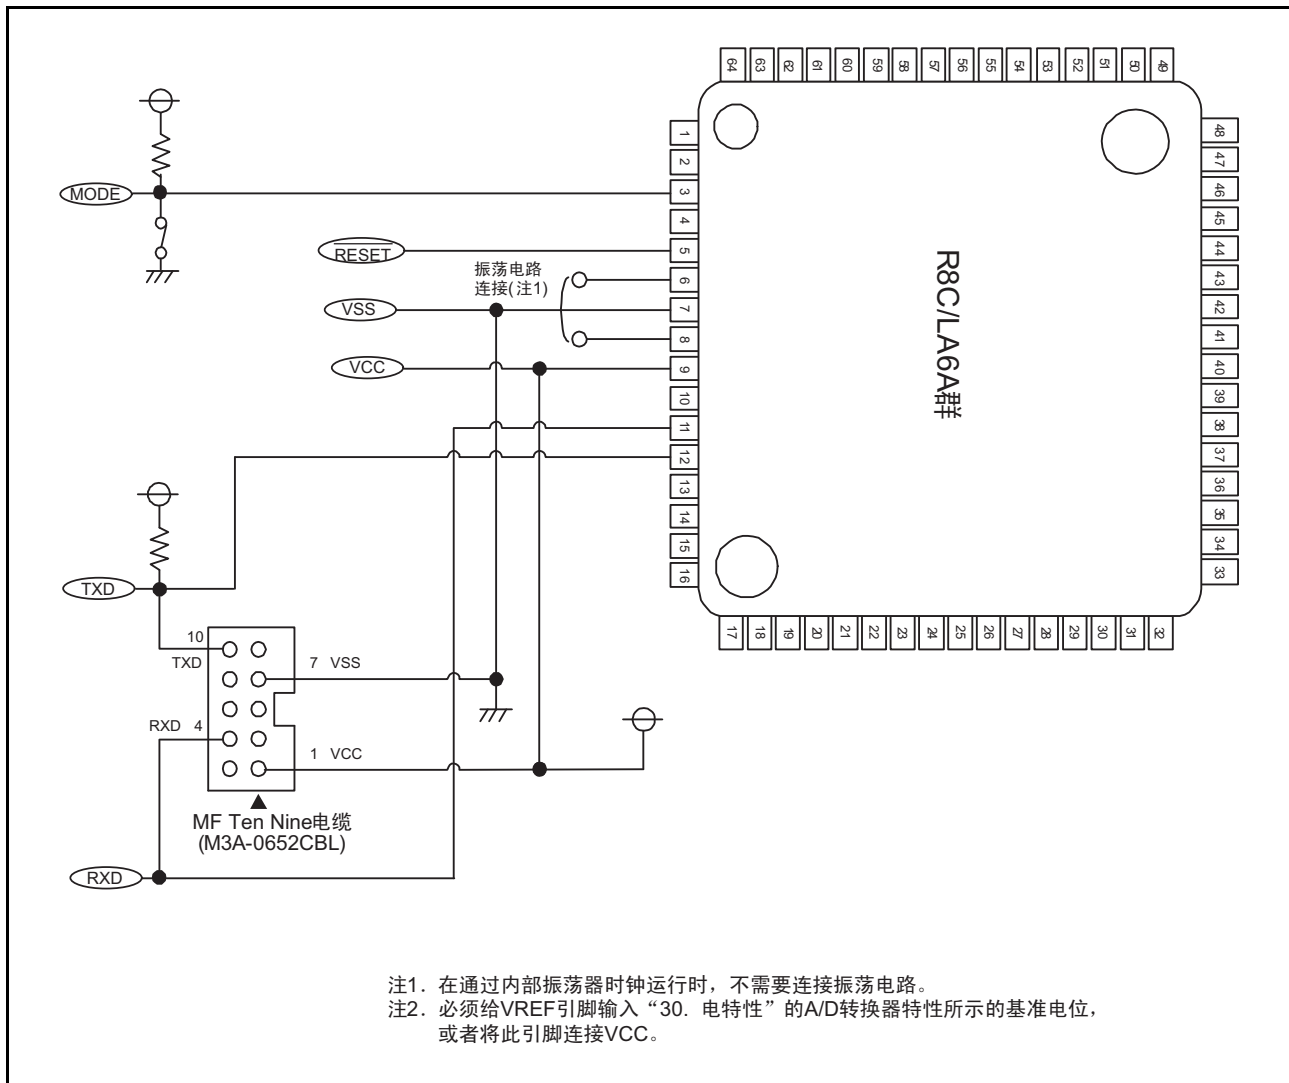 64 63 62 61 60 59 58 57 56 55 54 53 52 51 50 49
1
2
3
4
5
6
7
8
9
10
11
12
13
14
15
16
48
47
46
45
44
43
42
41
40
39
38
37
36
35
34
33
17 18 19 20 21 22 23 24 25 26 27 28 29 30 31 32
R8C/LA6A群
MODE
RESET
振荡电路
连接(注1)
VSS
VCC
TXD
10
TXD
7 VSS
RXD 4
1 VCC
MF Ten Nine电缆
(M3A-0652CBL)
RXD
注1. 在通过内部振荡器时钟运行时，不需要连接振荡电路。
注2. 必须给VREF引脚输入“30. 电特性”的A/D转换器特性所示的基准电位，
或者将此引脚连接VCC。